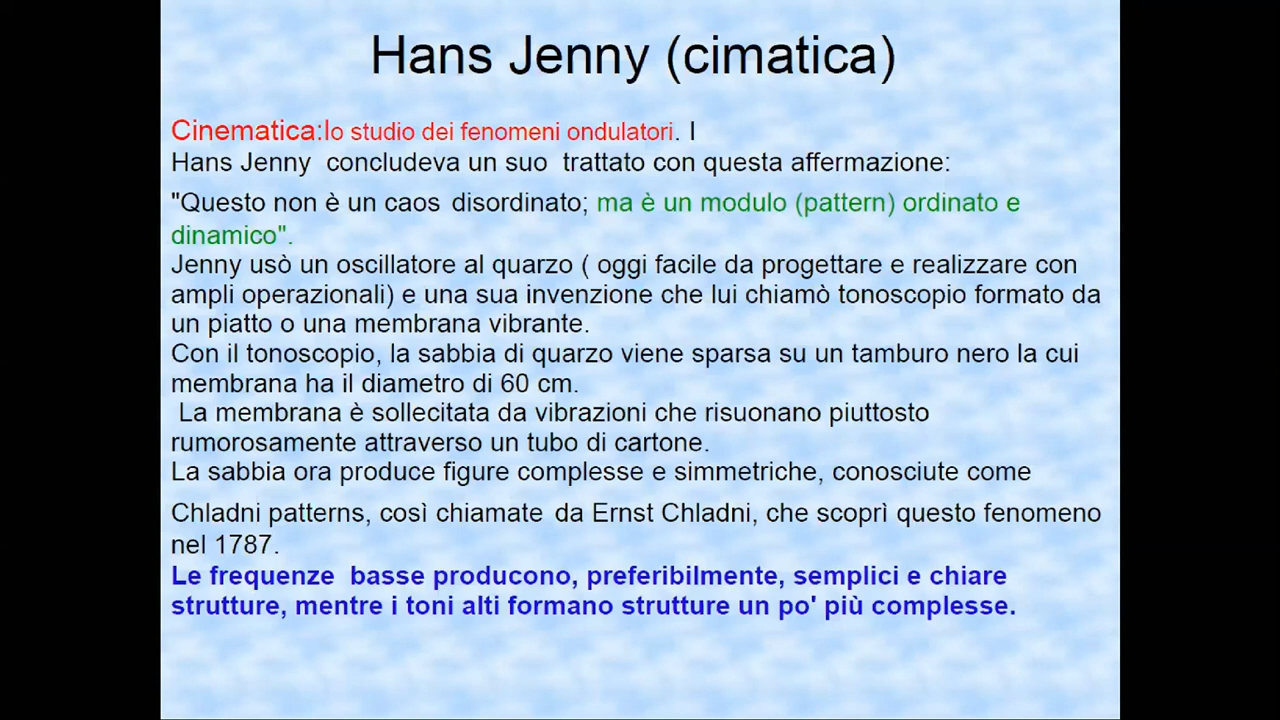 Hans Jenny (cimatica)
Cinematica:lo studio dei fenomeni ondulatori. I
Hans Jenny concludeva un suo trattato con questa affermazione:
"Questo non è un caos disordinato; ma è un modulo (pattern) ordinato e
dinamico".
Jenny usò un oscillatore al quarzo ( oggi facile da progettare e realizzare con
ampli operazionali) e una sua invenzione che lui chiamò tonoscopio formato da
un piatto o una membrana vibrante.
Con il tonoscopio, la sabbia di quarzo viene sparsa su un tamburo nero la cui
membrana ha il diametro di 60 cm.
La membrana è sollecitata da vibrazioni che risuonano piuttosto
rumorosamente attraverso un tubo di cartone.
La sabbia ora produce figure complesse e simmetriche, conosciute come
Chladni patterns, così chiamate da Ernst Chladni, che scoprì questo fenomeno
nel 1787.
Le frequenze basse producono, preferibilmente, semplici e chiare
strutture, mentre i toni alti formano strutture un po' più complesse.